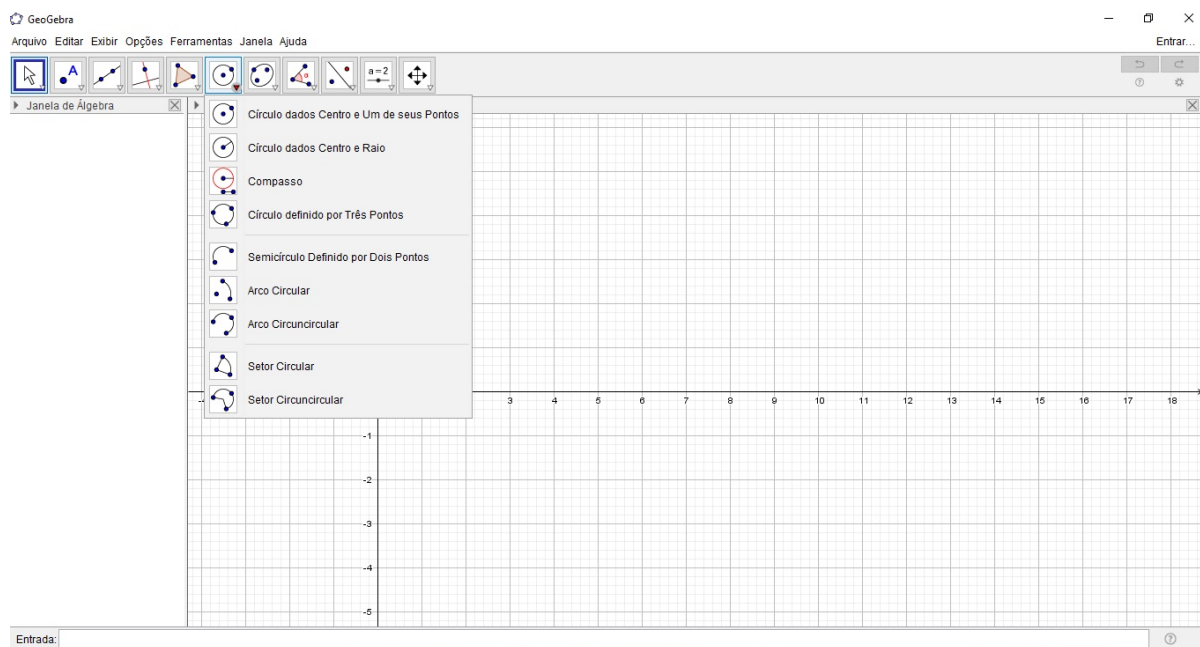 GeoGebra
Arquivo Editar Exibir Opções Ferramentas Janela Ajuda
Entrar...
A
α
a=2
Janela de Álgebra
Círculo dados Centro e Um de seus Pontos
Círculo dados Centro e Raio
Compasso
Círculo definido por Três Pontos
Semicírculo Definido por Dois Pontos
Arco Circular
Arco Circuncircular
Setor Circular
Setor Circuncircular
3 4 5 6 7 8 9 10 11 12 13 14 15 16 17 18
-1
-2
-3
-4
-5
Entrada: